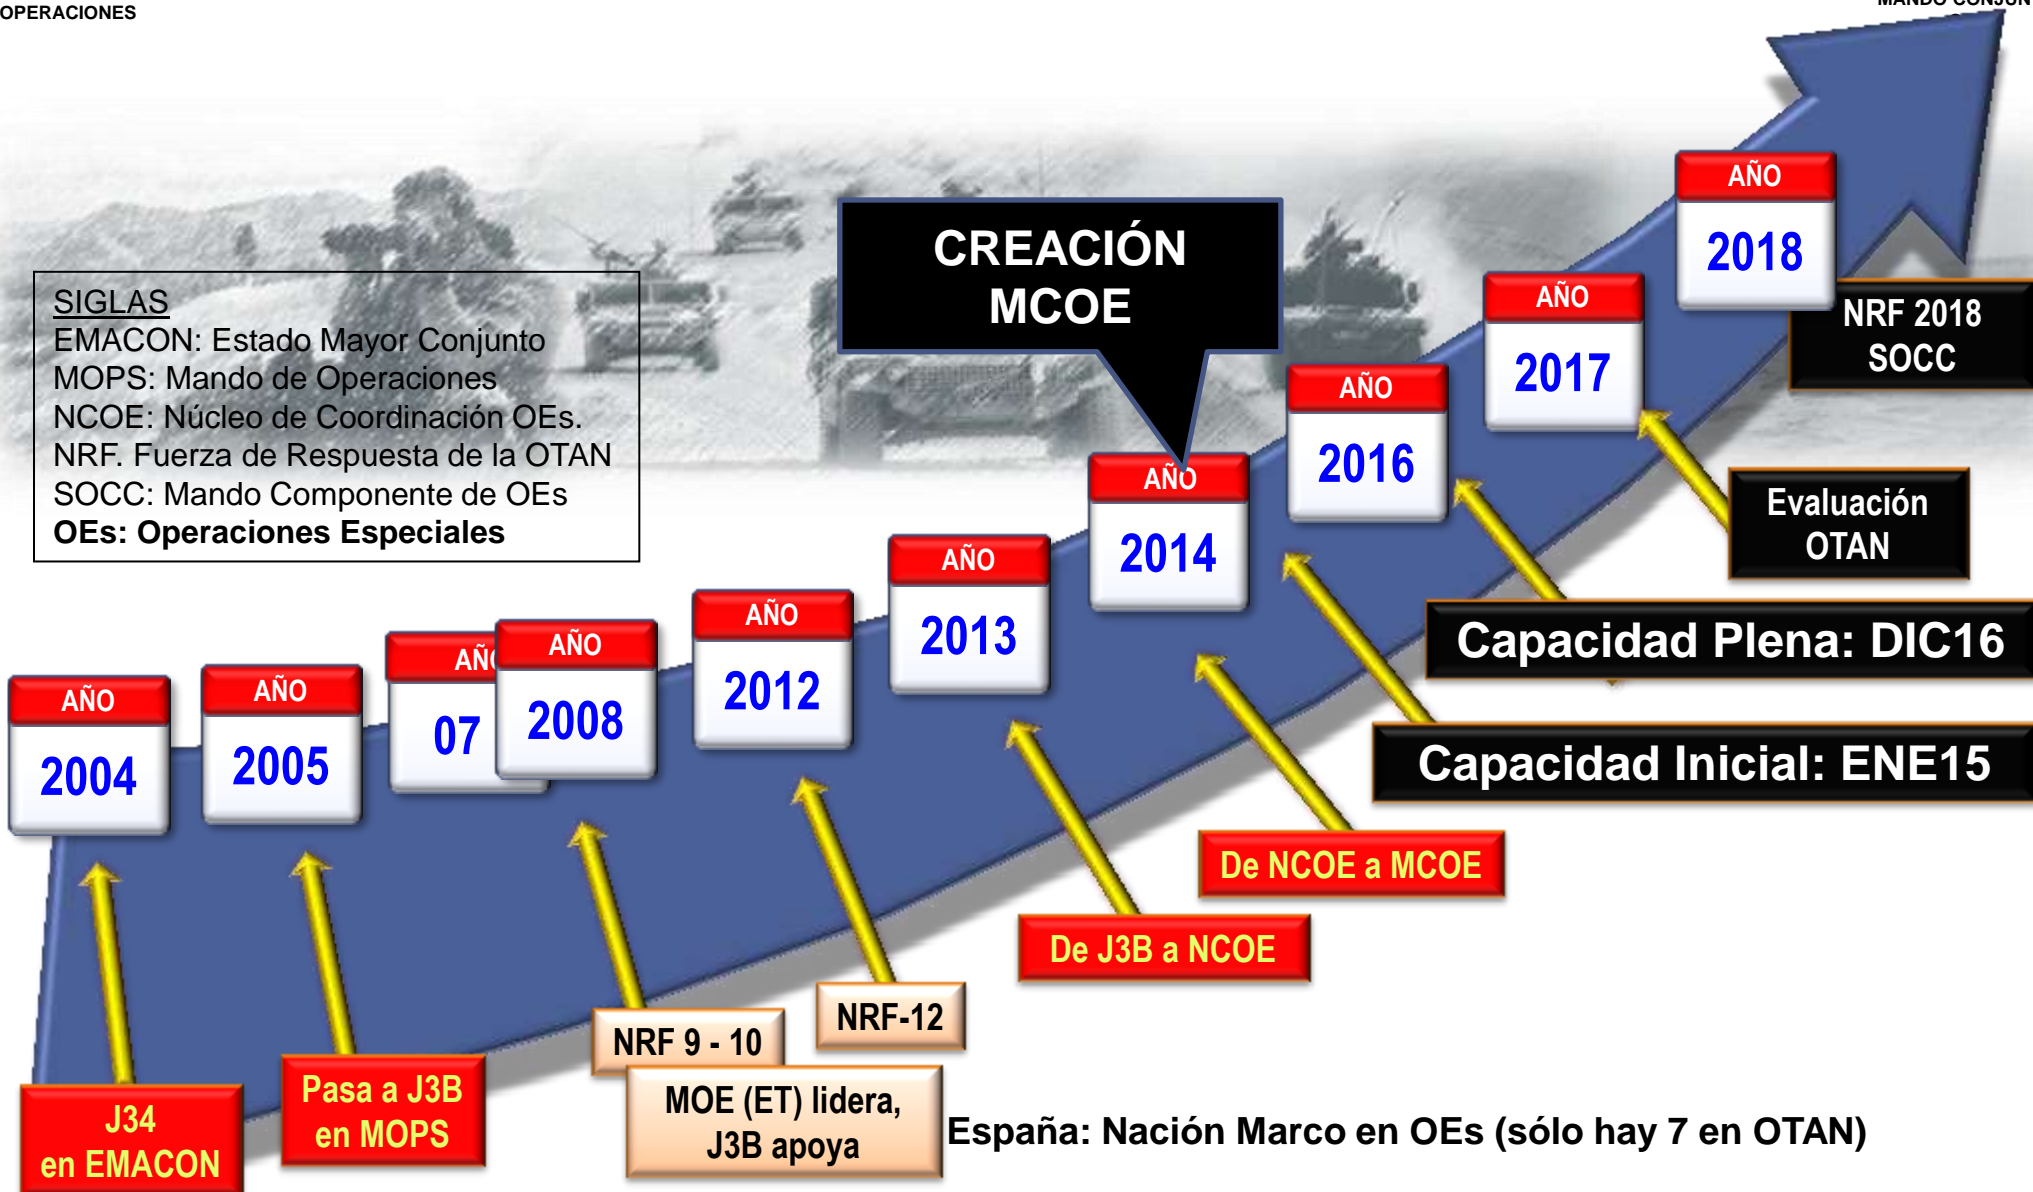 OPERACIONES
MANDO CONJUN
CREACIÓN
MCOE
SIGLAS
EMACON: Estado Mayor Conjunto
MOPS: Mando de Operaciones
NCOE: Núcleo de Coordinación OEs.
NRF. Fuerza de Respuesta de la OTAN
SOCC: Mando Componente de OEs
OEs: Operaciones Especiales
AÑO
2004
AÑO
2005
AÑO
07
AÑO
2008
AÑO
2012
AÑO
2013
AÑO
2014
AÑO
2016
AÑO
2017
AÑO
2018
NRF 2018
SOCC
Evaluación
OTAN
Capacidad Plena: DIC16
Capacidad Inicial: ENE15
De NCOE a MCOE
De J3B a NCOE
NRF-12
NRF 9 - 10
MOE (ET) lidera,
J3B apoya
Pasa a J3B
en MOPS
J34
en EMACON
España: Nación Marco en OEs (sólo hay 7 en OTAN)